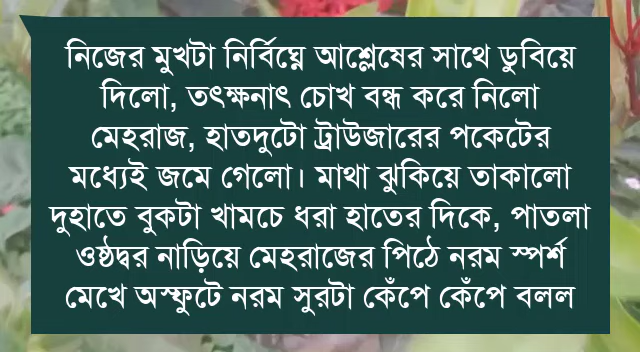 নিজের মুখটা নির্বিঘ্নে আশ্লেষের সাথে ডুবিয়ে
দিলো, তৎক্ষনাৎ চোখ বন্ধ করে নিলো
মেহরাজ, হাতদুটো ট্রাউজারের পকেটের
মধ্যেই জমে গেলো। মাথা ঝুকিয়ে তাকালো
দুহাতে বুকটা খামচে ধরা হাতের দিকে, পাতলা
ওষ্ঠদ্বর নাড়িয়ে মেহরাজের পিঠে নরম স্পর্শ
মেখে অস্ফুটে নরম সুরটা কেঁপে কেঁপে বলল